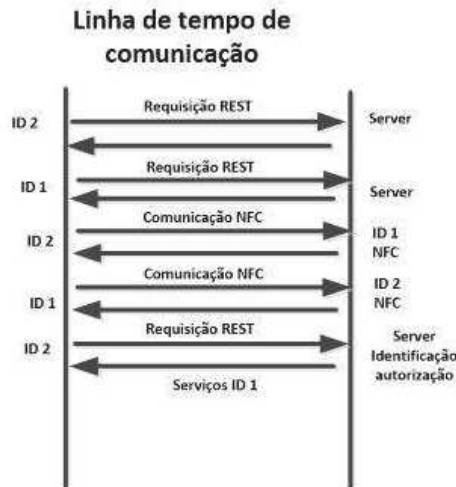 Linha de tempo de
comunicação
Requisição REST
ID 2
Server
Requisição REST
ID 1
Server
Comunicação NFC
ID 2
ID 1
NFC
Comunicação NFC
ID 1
ID 2
NFC
Requisição REST
ID 2
Server
Identificação
autorização
Serviços ID 1